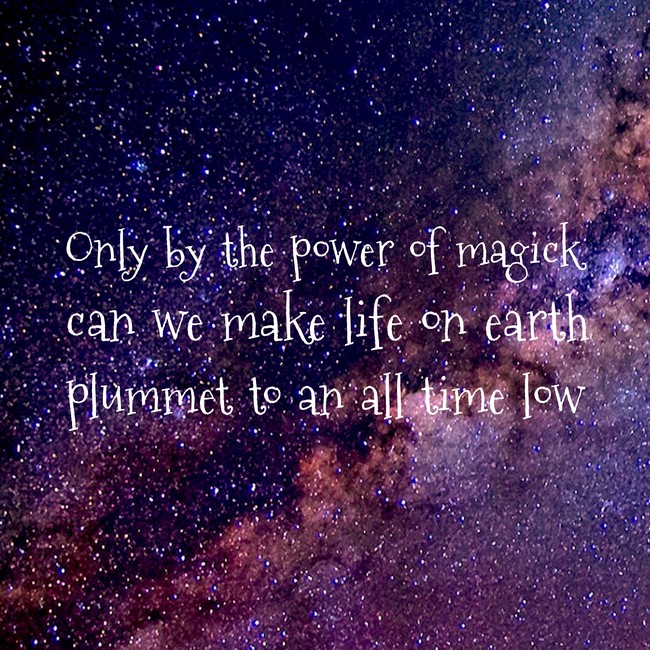 Only by the power of magick
can we make life on earth
plummet to an all time low